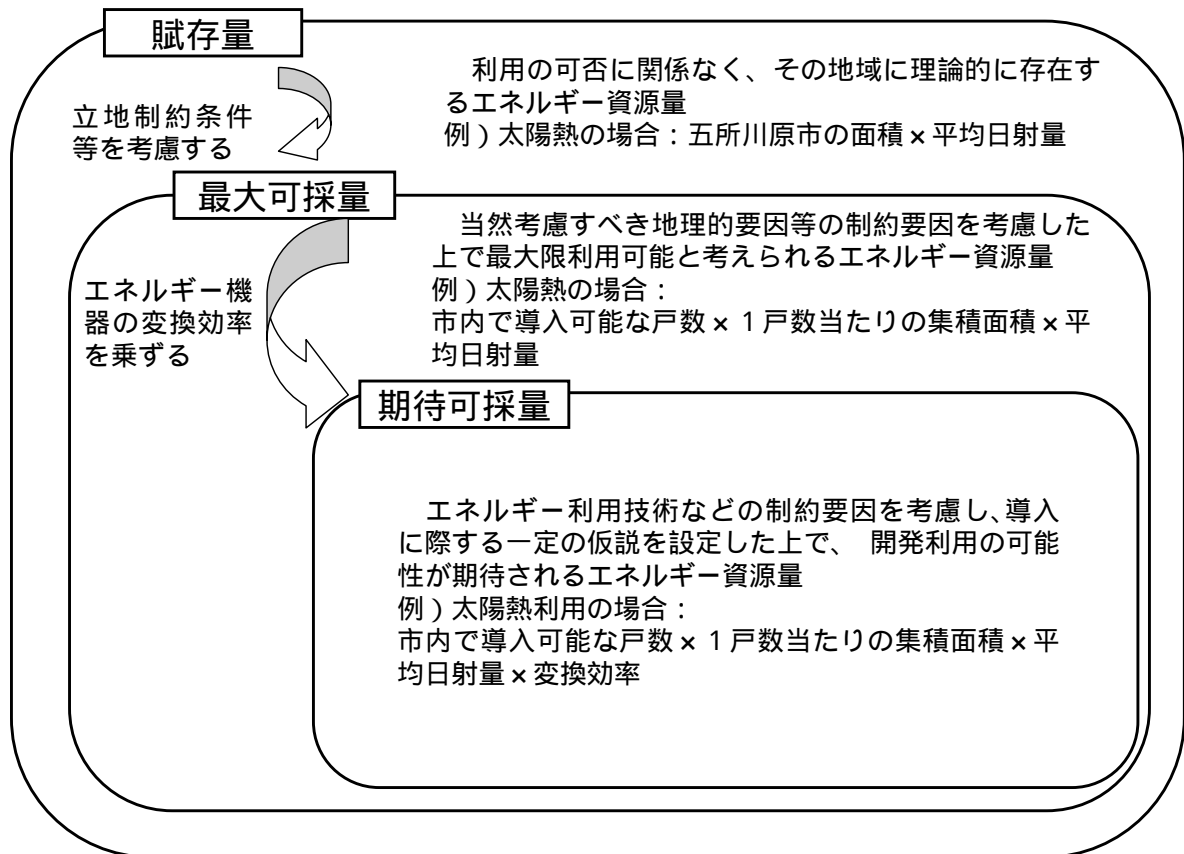 賦存量
利用の可否に関係なく、その地域に理論的に存在す
るエネルギー資源量
例）太陽熱の場合：五所川原市の面積×平均日射量
立地制約条件
等を考慮する
最大可採量
当然考慮すべき地理的要因等の制約要因を考慮した
上で最大限利用可能と考えられるエネルギー資源量
例）太陽熱の場合：
市内で導入可能な戸数×１戸数当たりの集積面積×平
均日射量
エネルギー機
器の変換効率
を乗ずる
期待可採量
エネルギー利用技術などの制約要因を考慮し、導入
に際する一定の仮説を設定した上で、 開発利用の可能
性が期待されるエネルギー資源量
例）太陽熱利用の場合：
市内で導入可能な戸数×１戸数当たりの集積面積×平
均日射量×変換効率